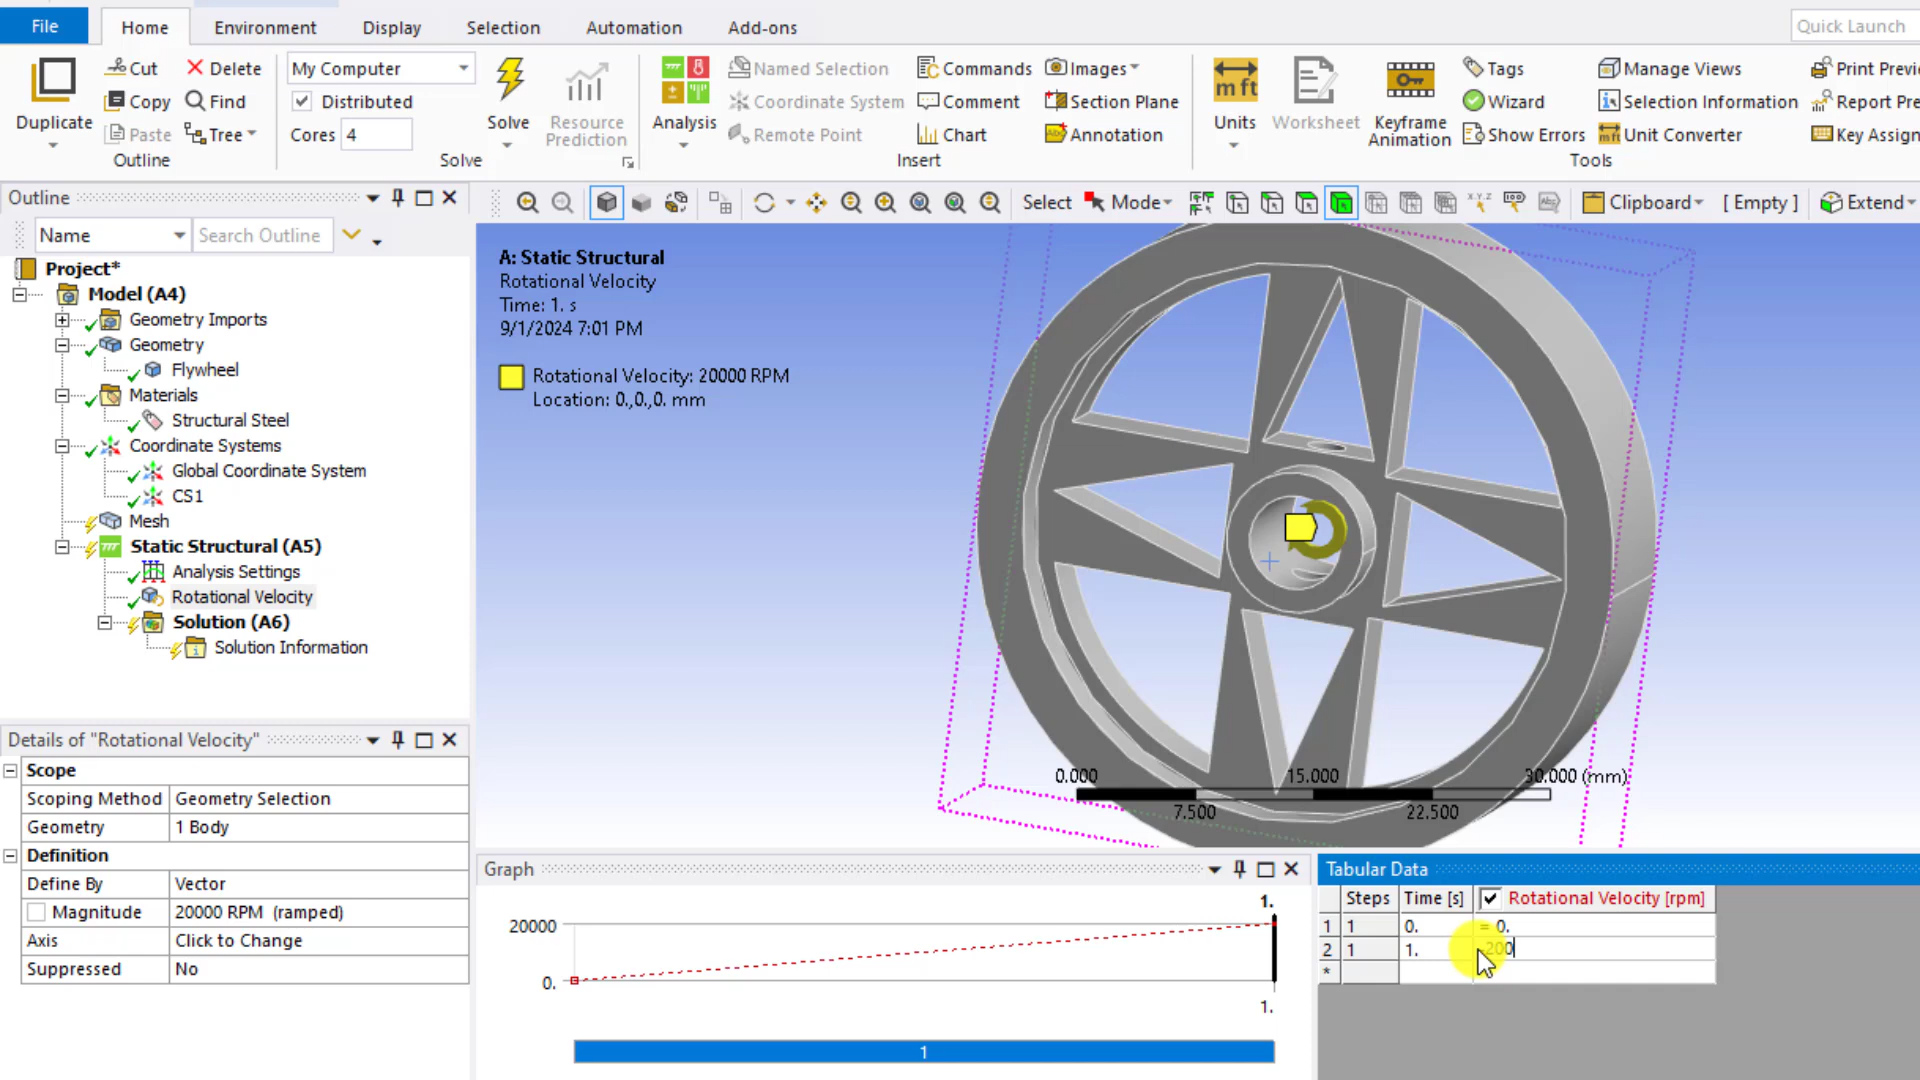 File
Home
Environment
Display
Selection
Automation
Add-ons
Quick Launch
Duplicate
Cut
Copy
Paste
Delete
Find
Tree
Outline
My Computer
Distributed
Cores 4
Solve
Resource
Prediction
Solve
Analysis
Named Selection
Coordinate System
Remote Point
Commands
Comment
Chart
Images
Section Plane
Annotation
Insert
Units
Worksheet
Keyframe
Animation
Tags
Wizard
Show Errors
Manage Views
Selection Information
Unit Converter
Print Previ
Report Pre
Key Assign
Tools
Outline
Name
Search Outline
Select
Mode
Clipboard
[ Empty ]
Extend
Project*
Model (A4)
Geometry Imports
Geometry
Flywheel
Materials
Structural Steel
Coordinate Systems
Global Coordinate System
CS1
Mesh
Static Structural (A5)
Analysis Settings
Rotational Velocity
Solution (A6)
Solution Information
A: Static Structural
Rotational Velocity
Time: 1. s
9/1/2024 7:01 PM
Rotational Velocity: 20000 RPM
Location: 0.,0.,0. mm
0.000
15.000
30.000 (mm)
7.500
22.500
Details of "Rotational Velocity"
Scope
Scoping Method Geometry Selection
Geometry 1 Body
Definition
Define By Vector
Magnitude 20000 RPM (ramped)
Axis Click to Change
Suppressed No
Graph
1.
20000
0.
1.
1
Tabular Data
Steps Time [s] Rotational Velocity [rpm]
1 1 0. = 0.
2 1 1. 200
*